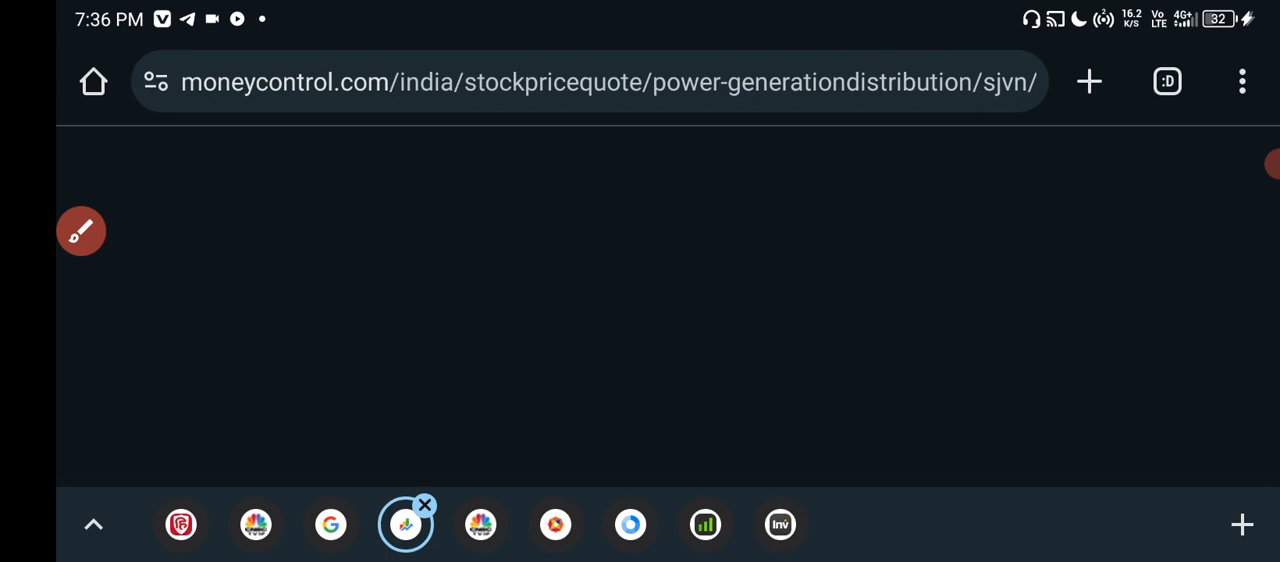 7:36 PM
16.2 K/S
Vo LTE
4G+
32
moneycontrol.com/india/stockpricequote/power-generationdistribution/sjvn/
:D
Inv